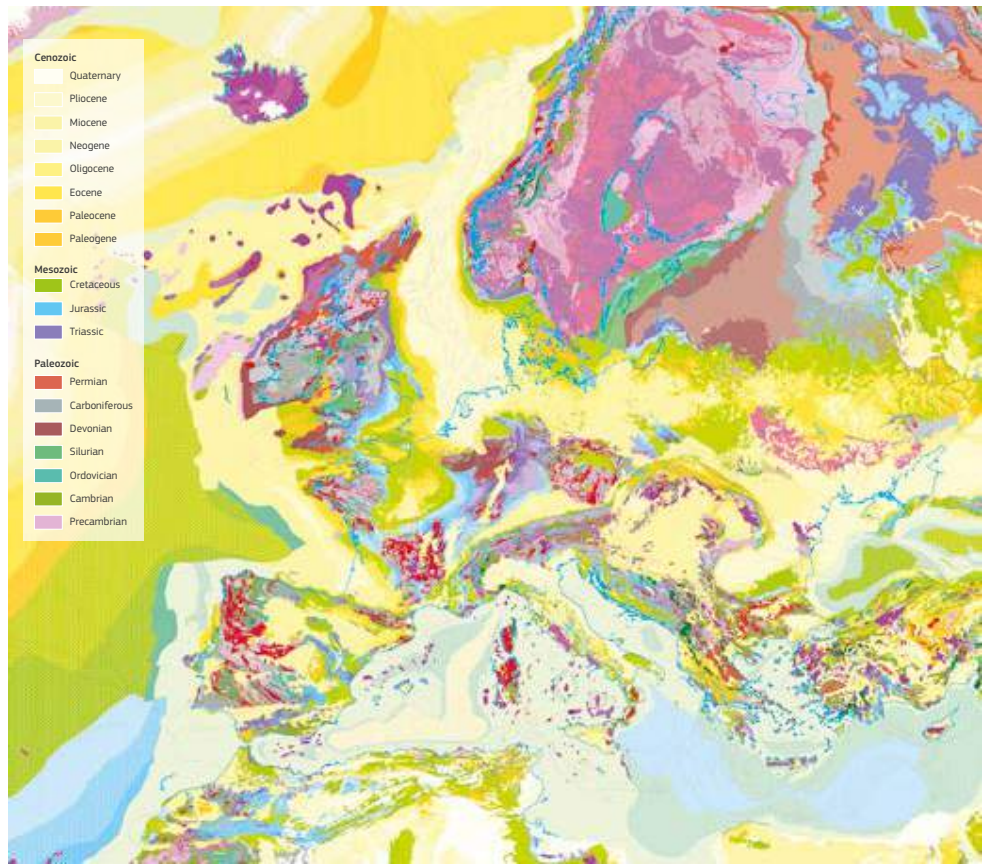 Cenozoic
Quaternary
Pliocene
Miocene
Neogene
Oligocene
Eocene
Paleocene
Paleogene
Mesozoic
Cretaceous
Jurassic
Triassic
Paleozoic
Permian
Carboniferous
Devonian
Silurian
Ordovician
Cambrian
Precambrian